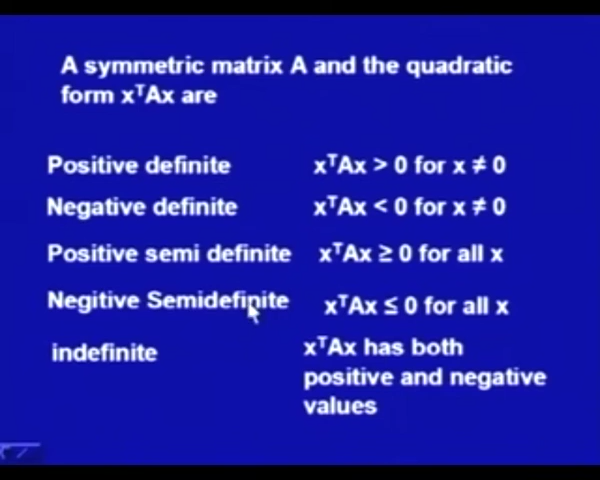 A symmetric matrix A and the quadratic
form xᵀAx are
Positive definite xᵀAx > 0 for x ≠ 0
Negative definite xᵀAx < 0 for x ≠ 0
Positive semi definite xᵀAx ≥ 0 for all x
Negitive Semidefinite xᵀAx ≤ 0 for all x
indefinite xᵀAx has both
positive and negative
values